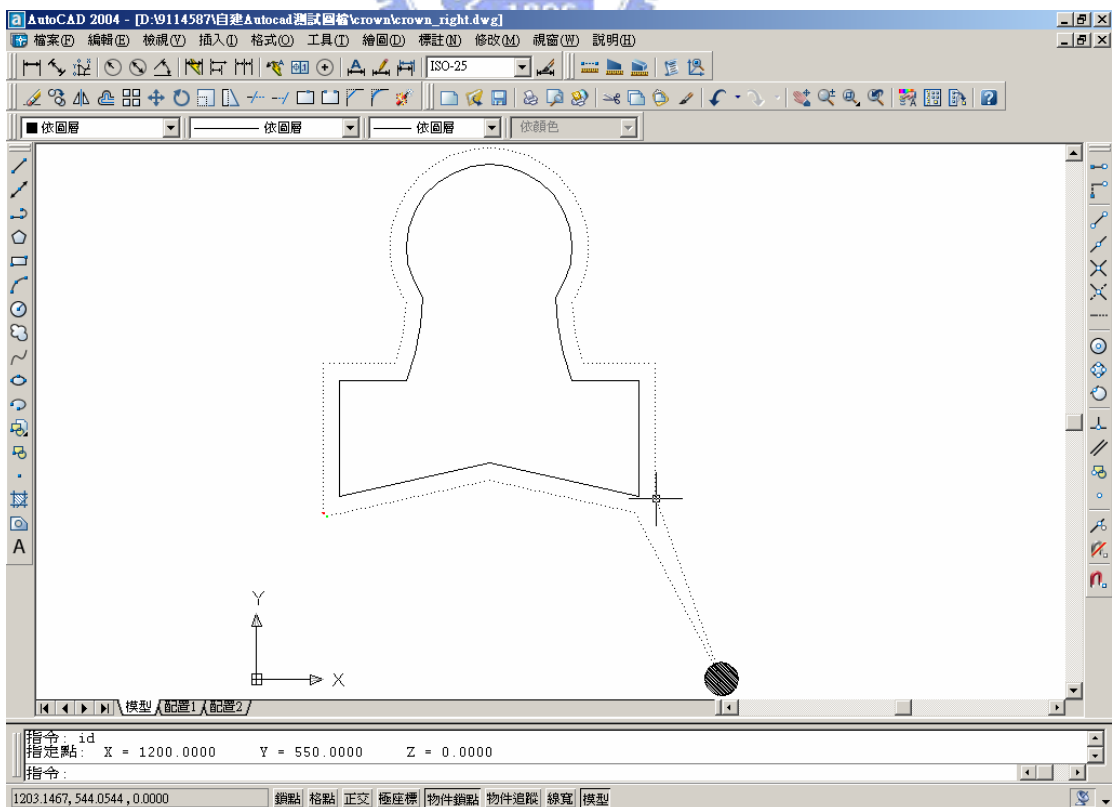 AutoCAD 2004 - [D:\9114587\自建Autocad測試圖檔\crown\crown_right.dwg]
檔案(F) 編輯(E) 檢視(V) 插入(I) 格式(O) 工具(T) 繪圖(D) 標註(N) 修改(M) 視窗(W) 說明(H)
ISO-25
依圖層 依圖層 依圖層 依顏色
A
Y
X
模型 配置1 配置2
指令: id
指定點: X = 1200.0000 Y = 550.0000 Z = 0.0000
指令:
1203.1467, 544.0544 , 0.0000 鎖點 格點 正交 極座標 物件鎖點 物件追蹤 線寬 模型